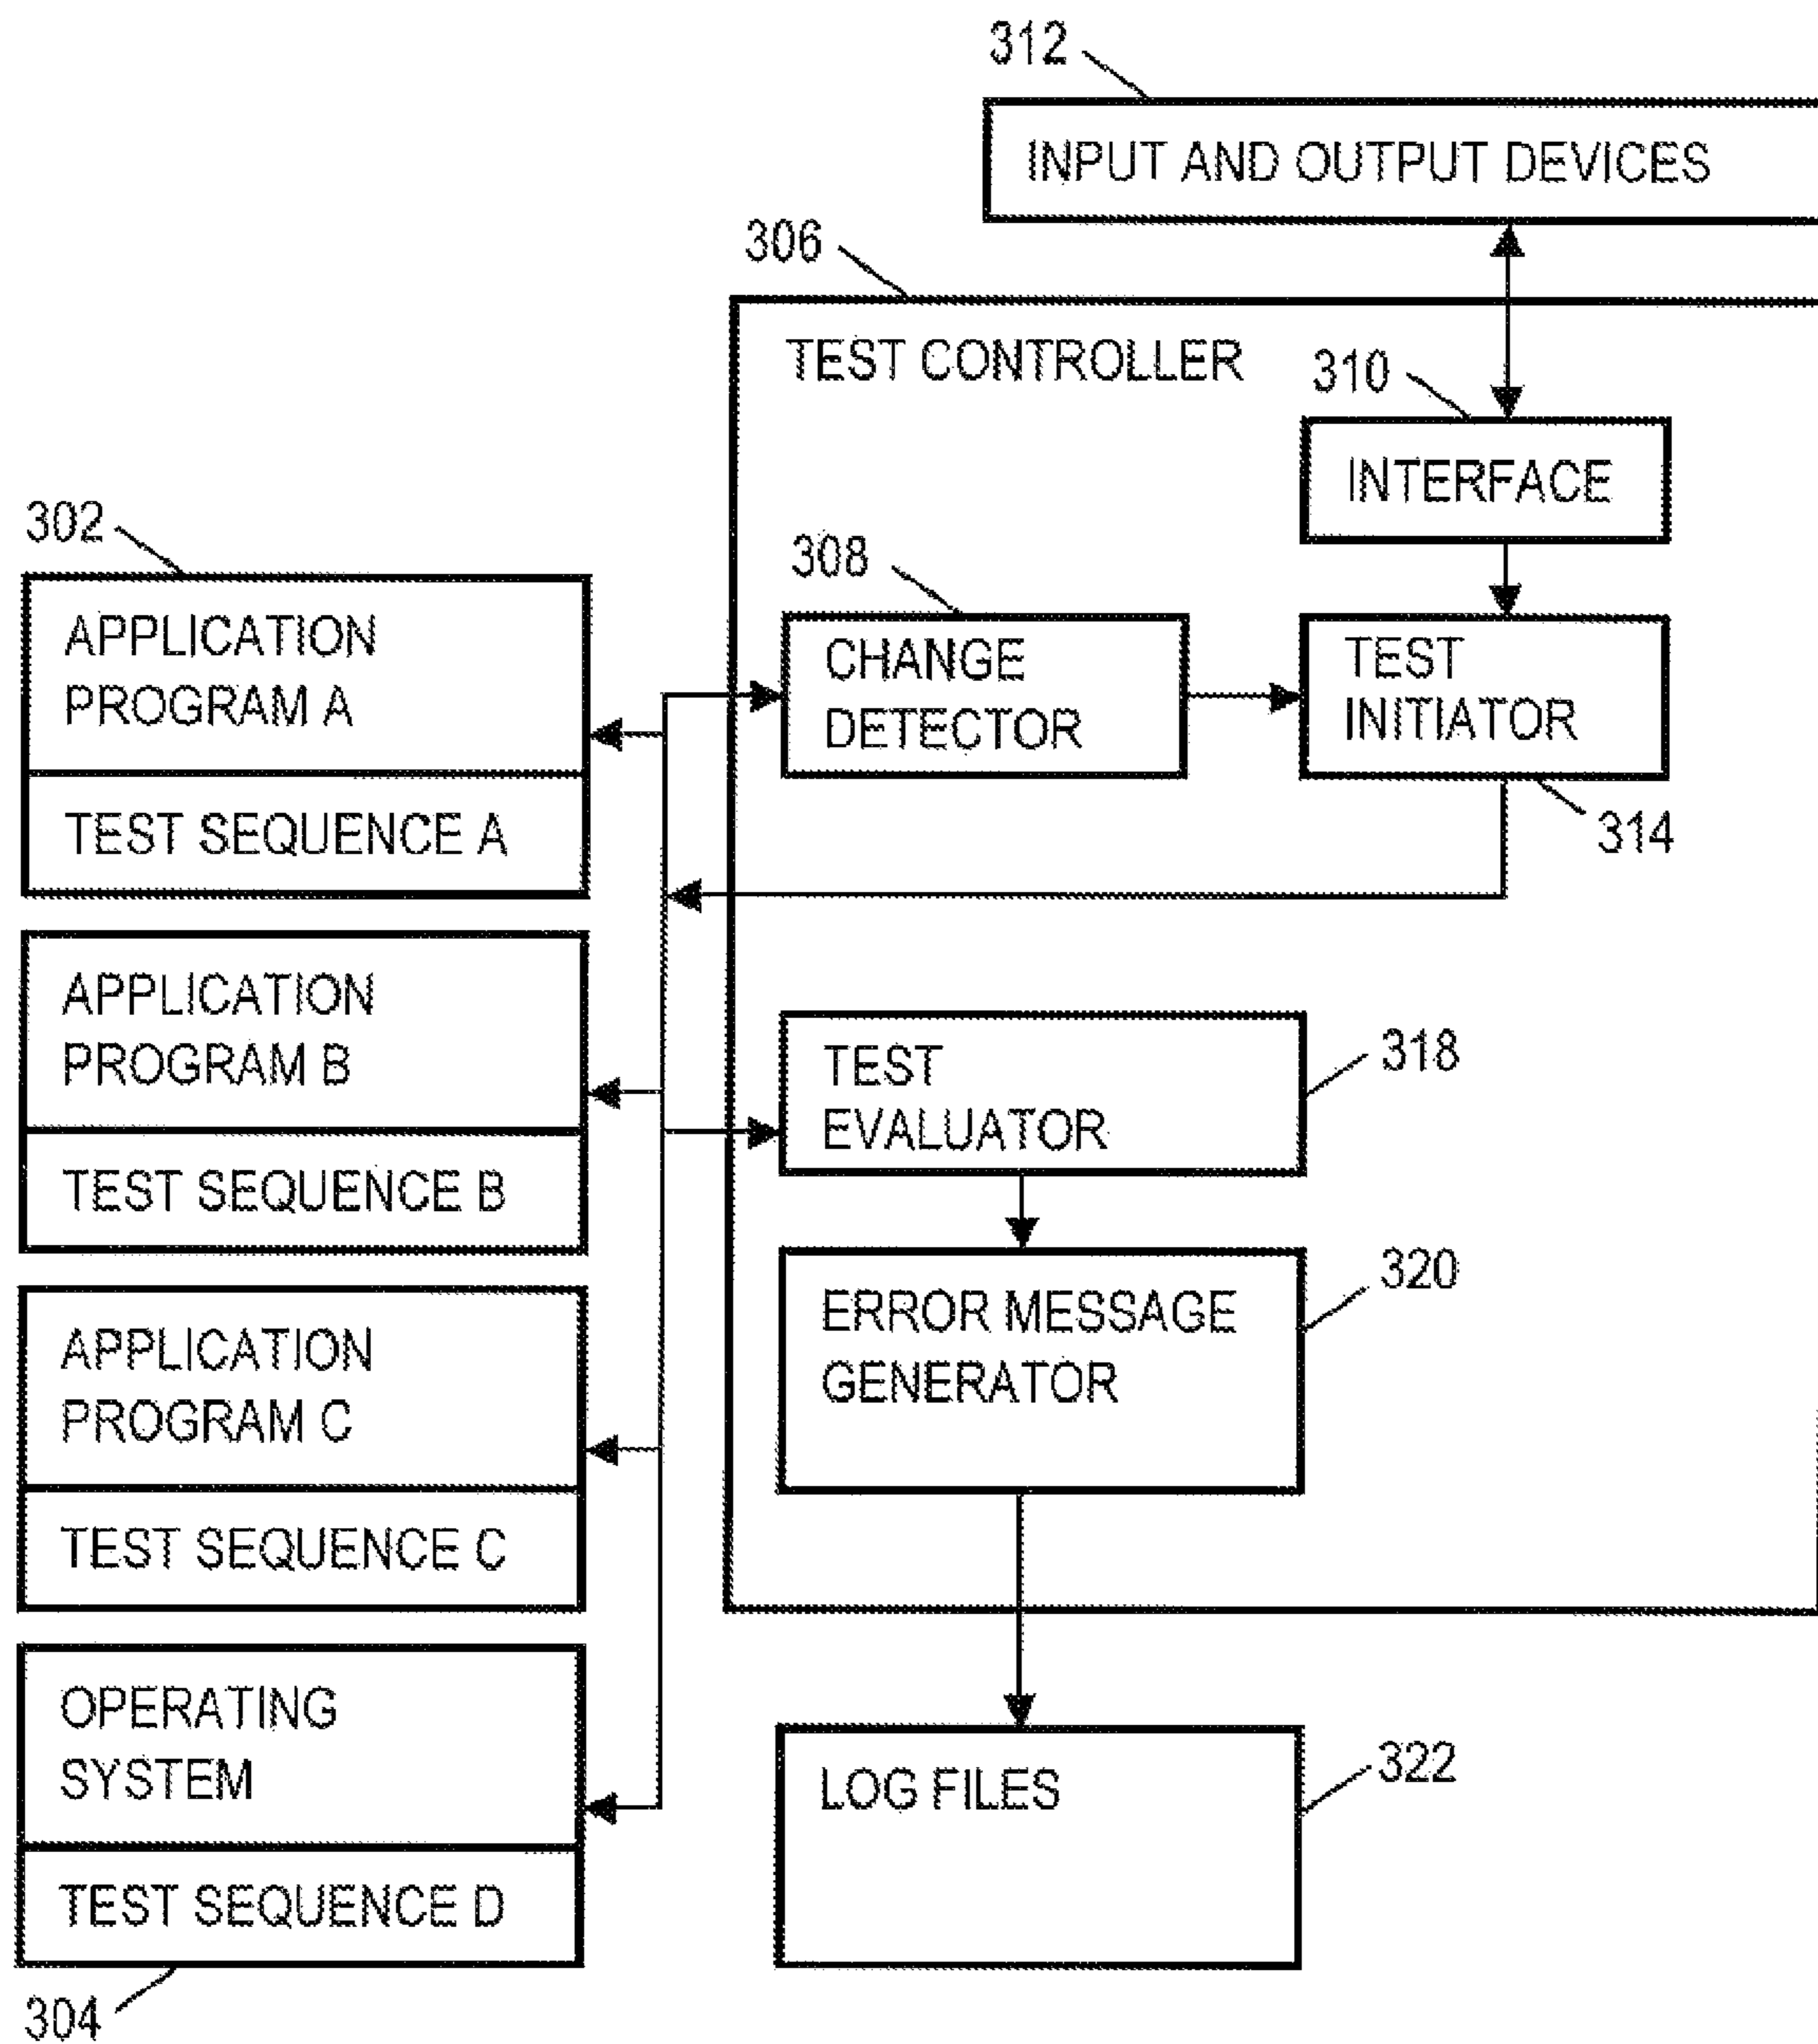 312
INPUT AND OUTPUT DEVICES
306
TEST CONTROLLER
310
INTERFACE
302
APPLICATION
PROGRAM A
TEST SEQUENCE A
308
CHANGE
DETECTOR
TEST
INITIATOR
314
APPLICATION
PROGRAM B
TEST SEQUENCE B
TEST
EVALUATOR
318
ERROR MESSAGE
GENERATOR
320
APPLICATION
PROGRAM C
TEST SEQUENCE C
OPERATING
SYSTEM
TEST SEQUENCE D
304
LOG FILES
322